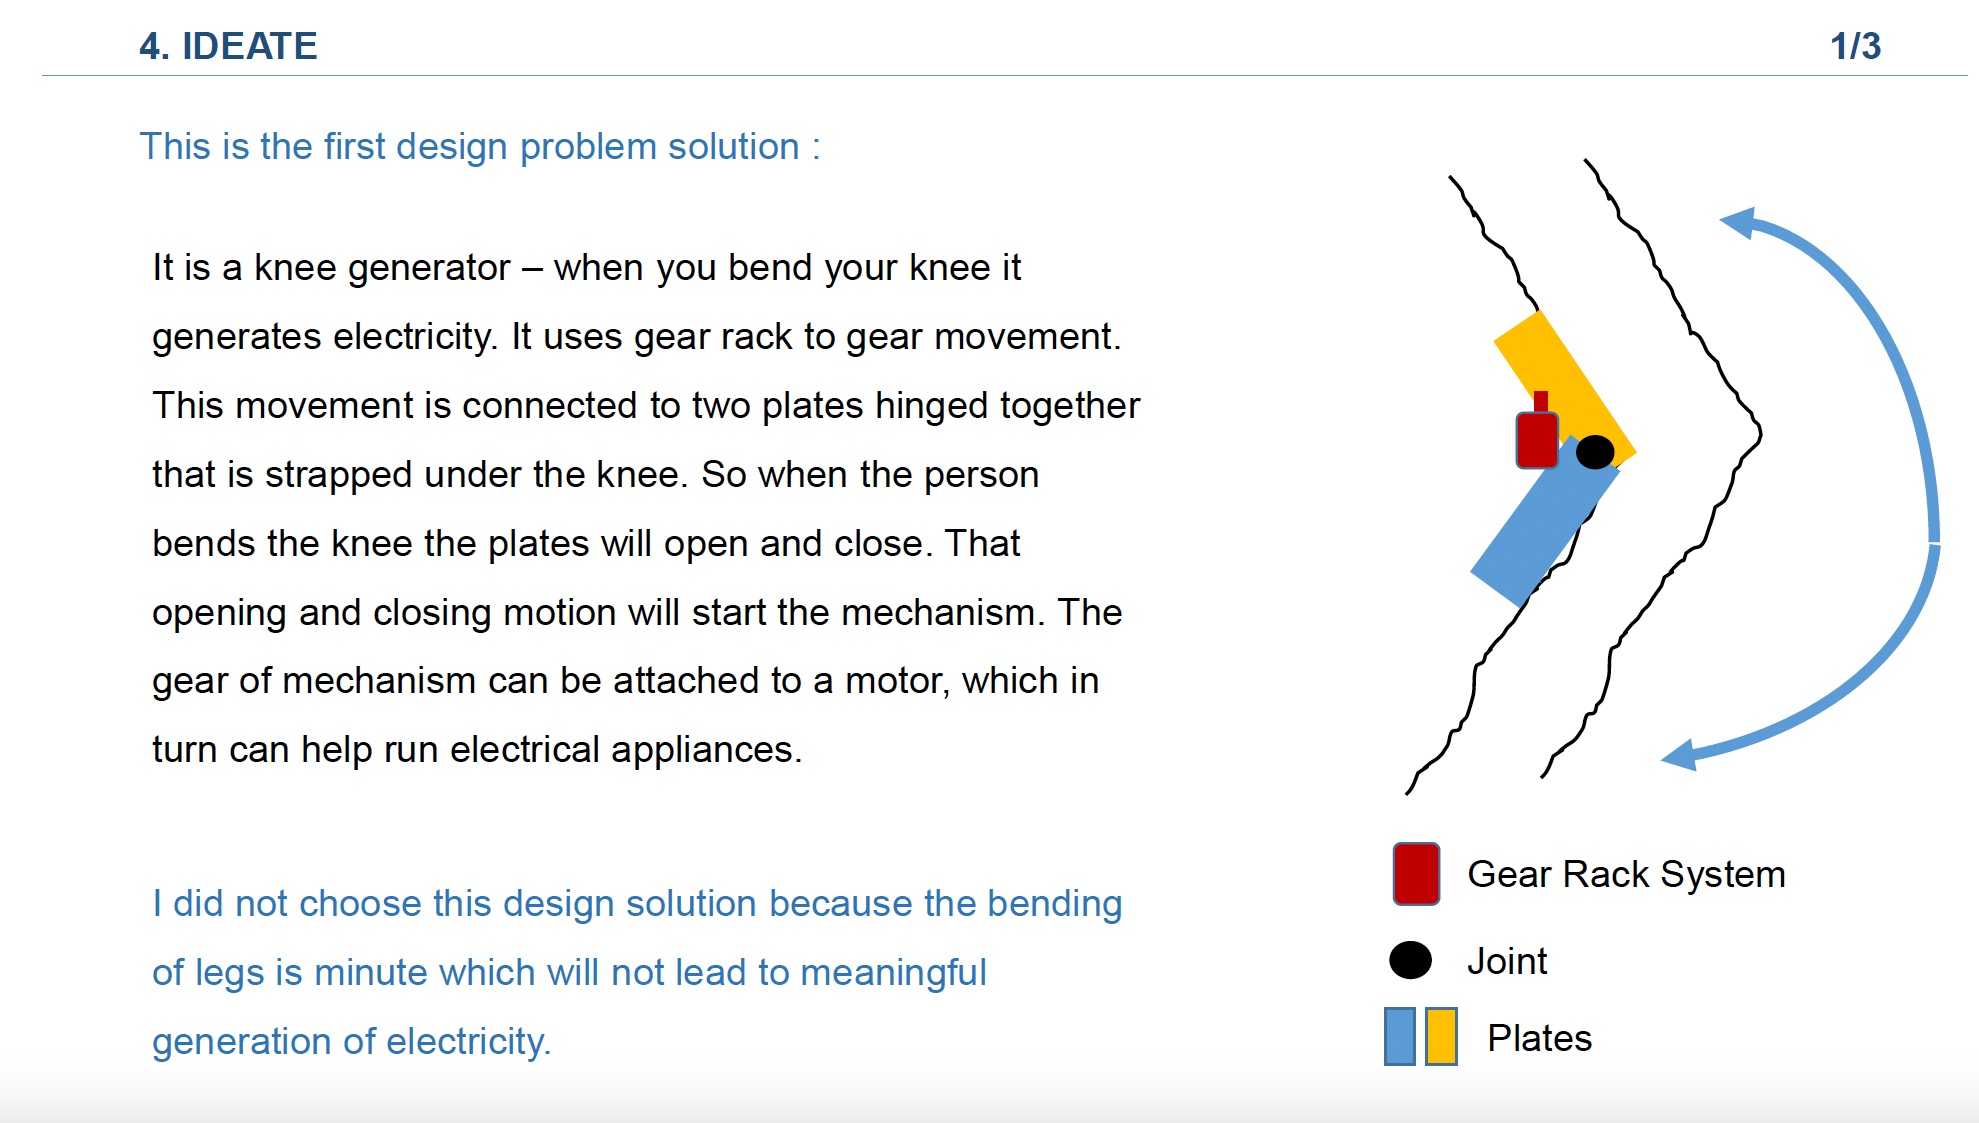 4. IDEATE
1/3
This is the first design problem solution :
It is a knee generator – when you bend your knee it
generates electricity. It uses gear rack to gear movement.
This movement is connected to two plates hinged together
that is strapped under the knee. So when the person
bends the knee the plates will open and close. That
opening and closing motion will start the mechanism. The
gear of mechanism can be attached to a motor, which in
turn can help run electrical appliances.
I did not choose this design solution because the bending
of legs is minute which will not lead to meaningful
generation of electricity.
Gear Rack System
Joint
Plates